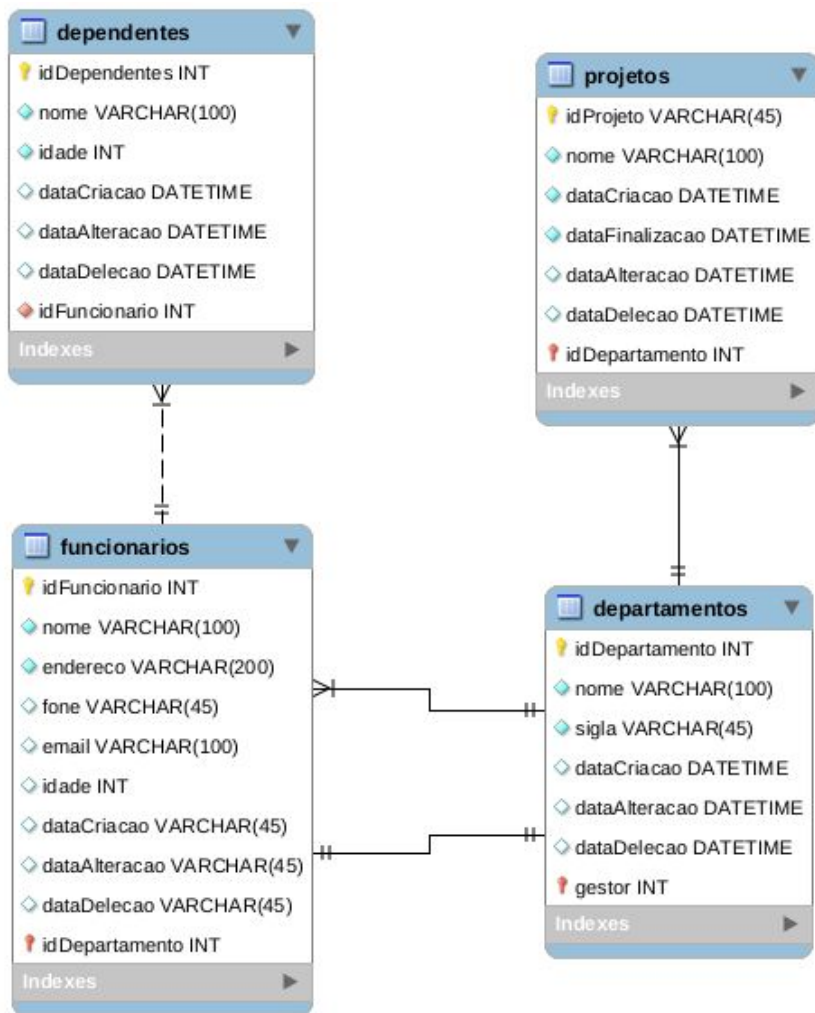 dependentes
idDependentes INT
nome VARCHAR(100)
idade INT
dataCriacao DATETIME
dataAlteracao DATETIME
dataDelecao DATETIME
idFuncionario INT
Indexes
projetos
idProjeto VARCHAR(45)
nome VARCHAR(100)
dataCriacao DATETIME
dataFinalizacao DATETIME
dataAlteracao DATETIME
dataDelecao DATETIME
idDepartamento INT
Indexes
funcionarios
idFuncionario INT
nome VARCHAR(100)
endereco VARCHAR(200)
fone VARCHAR(45)
email VARCHAR(100)
idade INT
dataCriacao VARCHAR(45)
dataAlteracao VARCHAR(45)
dataDelecao VARCHAR(45)
idDepartamento INT
Indexes
departamentos
idDepartamento INT
nome VARCHAR(100)
sigla VARCHAR(45)
dataCriacao DATETIME
dataAlteracao DATETIME
dataDelecao DATETIME
gestor INT
Indexes